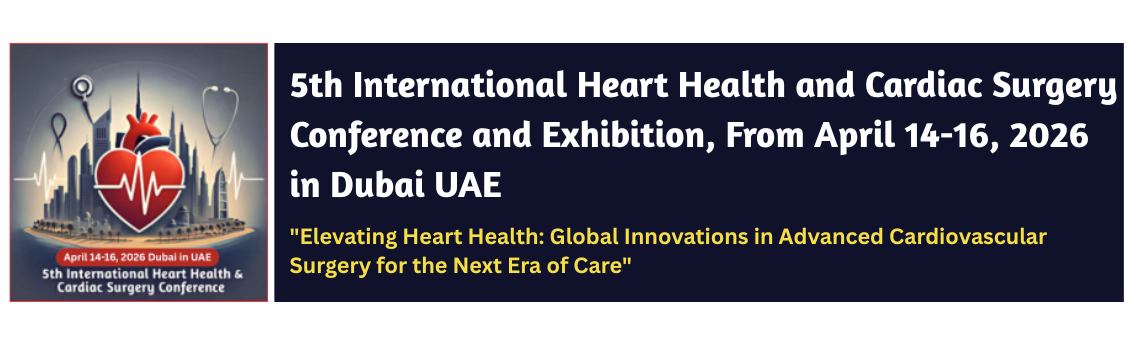 April 14-16, 2026 Dubai in UAE
5th International Heart Health &
Cardiac Surgery Conference
5th International Heart Health and Cardiac Surgery
Conference and Exhibition, From April 14-16, 2026
in Dubai UAE
"Elevating Heart Health: Global Innovations in Advanced Cardiovascular
Surgery for the Next Era of Care"